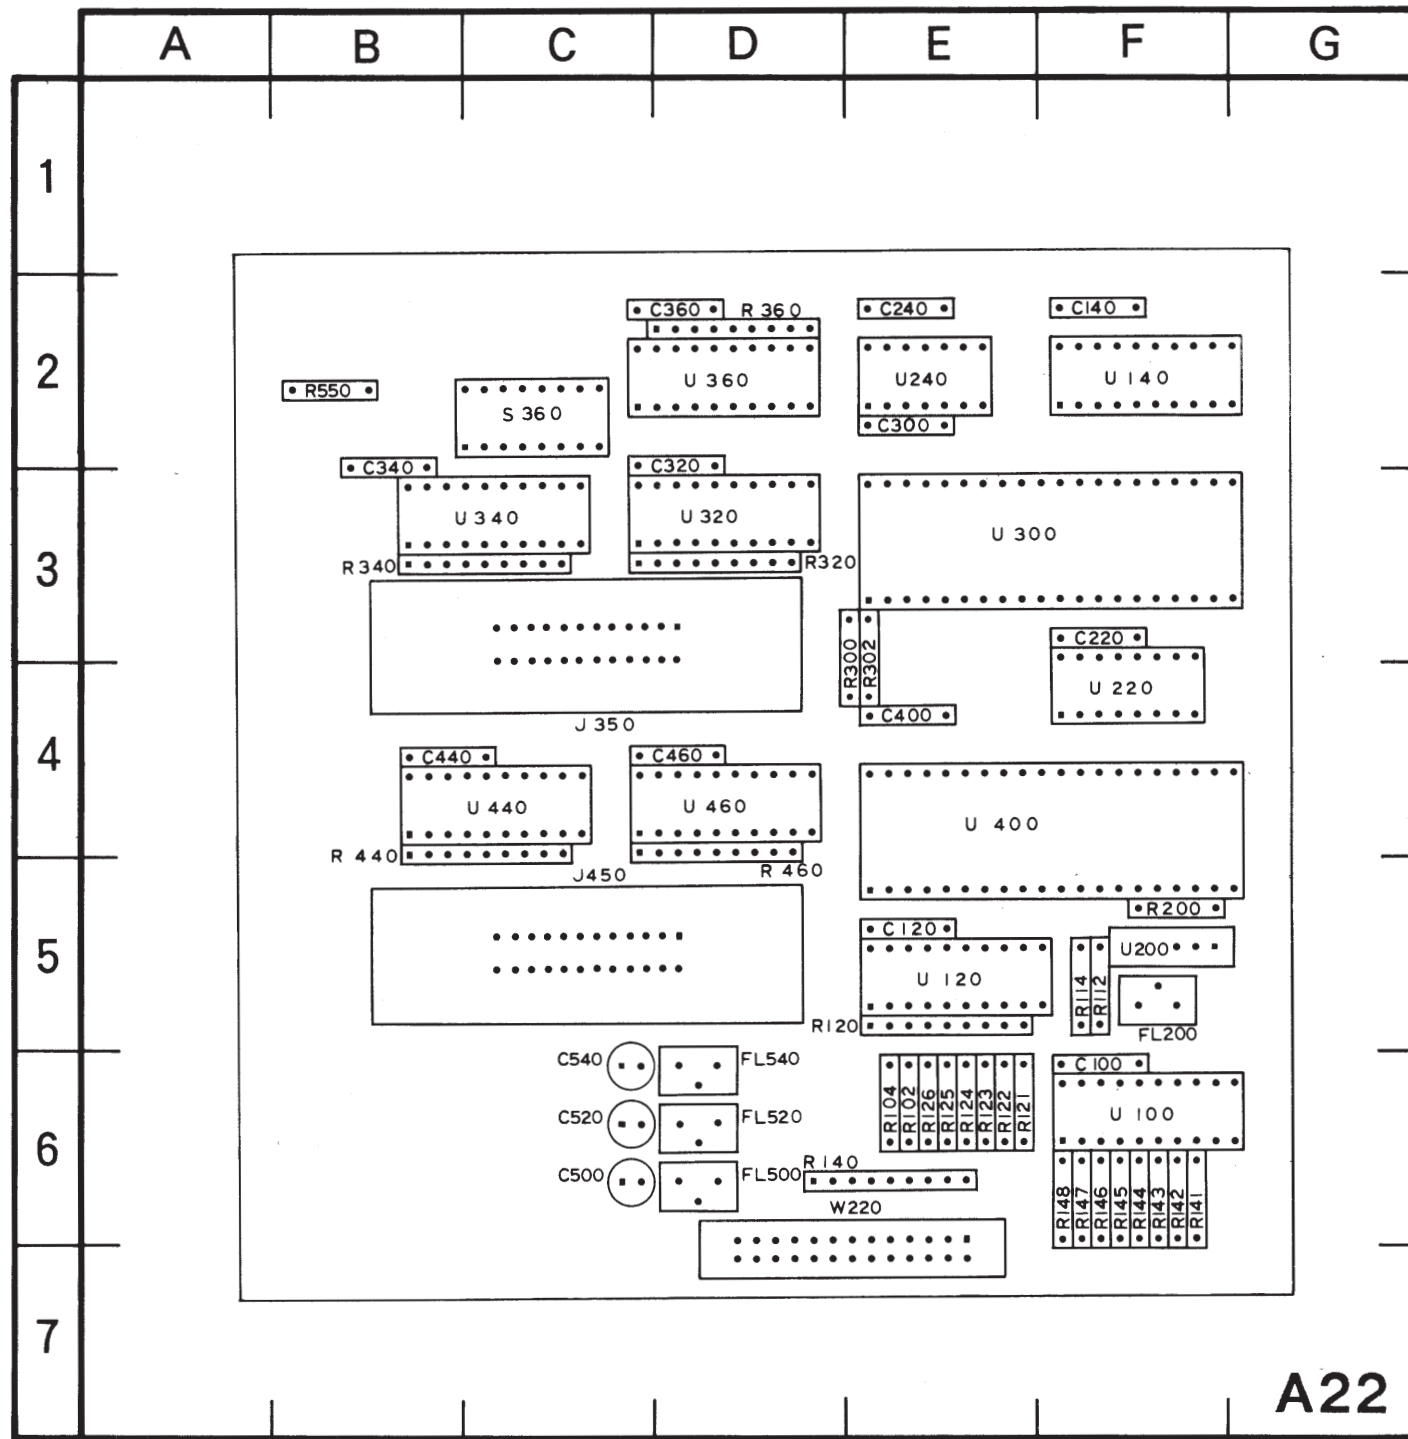 A B C D E F G
1
C360 R 360 C240 C140
2
R550 S 360 U 360 U240 U 140
C300
C340 C320
U 340 U 320 U 300
3
R340 R320
R300 R302 C220
U 220
J 350 C400
4
C440 C460
U 440 U 460 U 400
R 440 J450 R 460
R200
5
C 120
U 120 R114 R112 U200
R120 FL200
C540 FL540 C 100
R104 R102 R126 R125 R124 R123 R122 R121
C520 FL520 U 100
6
C500 FL500 R 140
R148 R147 R146 R145 R144 R143 R142 R141
W220
7
A22